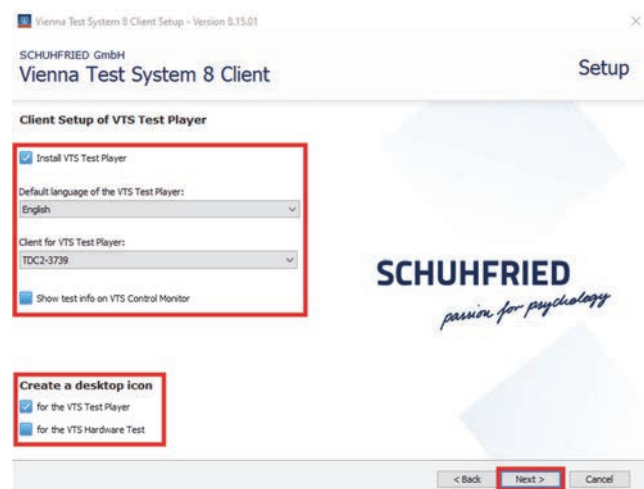 Vienna Test System 8 Client Setup - Version 8.15.01
SCHUHFRIED GmbH
Vienna Test System 8 Client
Setup
Client Setup of VTS Test Player
Install VTS Test Player
Default language of the VTS Test Player:
English
Client for VTS Test Player:
TDC2-3739
Show test info on VTS Control Monitor
SCHUHFRIED
passion for psychology
Create a desktop icon
for the VTS Test Player
for the VTS Hardware Test
< Back
Next >
Cancel